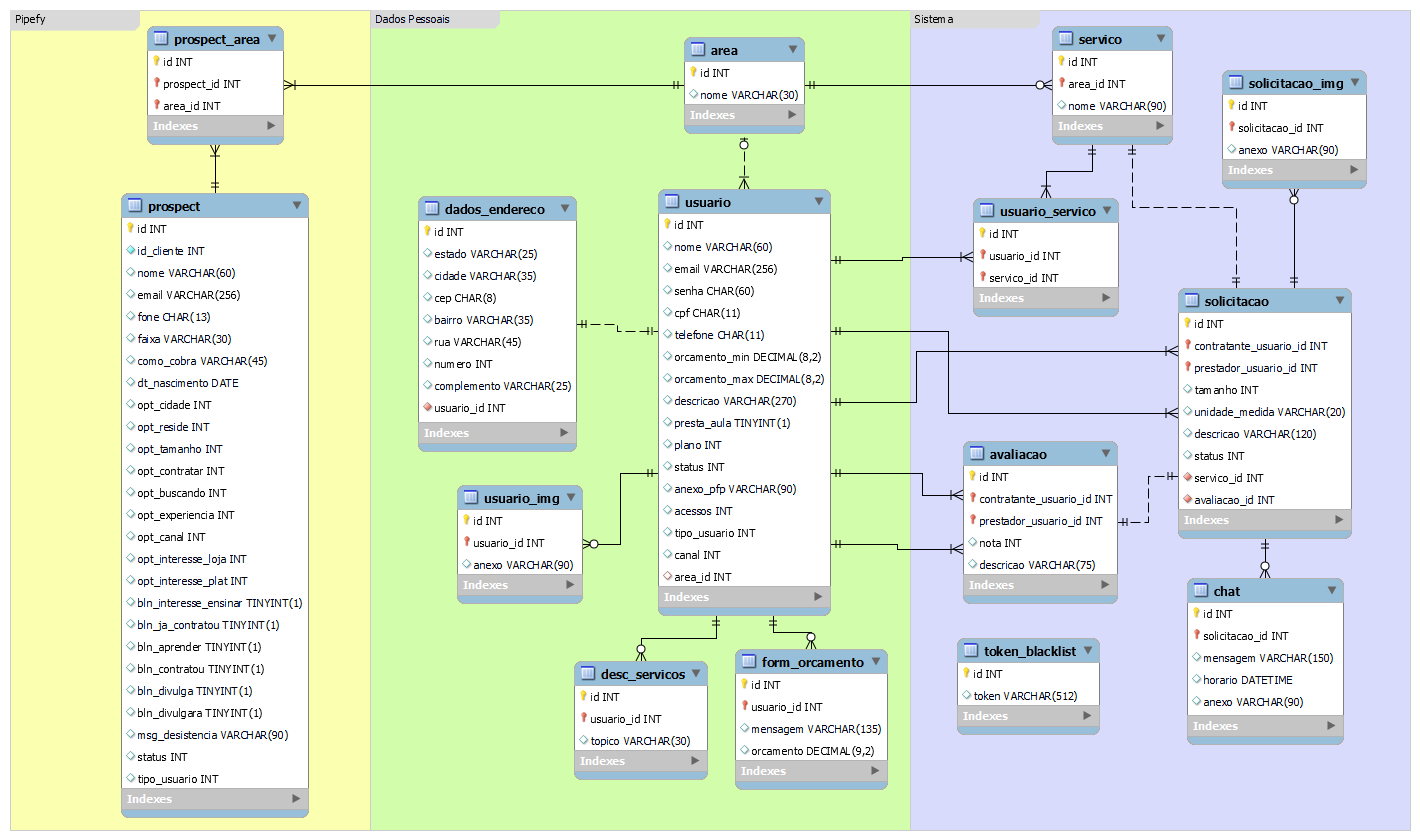 Pipefy
prospect_area
id INT
prospect_id INT
area_id INT
Indexes
prospect
id INT
id_cliente INT
nome VARCHAR(60)
email VARCHAR(256)
fone CHAR(13)
faixa VARCHAR(30)
como_cobra VARCHAR(45)
dt_nascimento DATE
opt_cidade INT
opt_reside INT
opt_tamanho INT
opt_contratar INT
opt_buscando INT
opt_experiencia INT
opt_canal INT
opt_interesse_loja INT
opt_interesse_plat INT
bln_interesse_ensinar TINYINT(1)
bln_ja_contratou TINYINT(1)
bln_aprender TINYINT(1)
bln_contratou TINYINT(1)
bln_divulga TINYINT(1)
bln_divulgara TINYINT(1)
msg_desistencia VARCHAR(90)
status INT
tipo_usuario INT
Indexes
Dados Pessoais
area
id INT
nome VARCHAR(30)
Indexes
dados_endereco
id INT
estado VARCHAR(25)
cidade VARCHAR(35)
cep CHAR(8)
bairro VARCHAR(35)
rua VARCHAR(45)
numero INT
complemento VARCHAR(25)
usuario_id INT
Indexes
usuario
id INT
nome VARCHAR(60)
email VARCHAR(256)
senha CHAR(60)
cpf CHAR(11)
telefone CHAR(11)
orcamento_min DECIMAL(8,2)
orcamento_max DECIMAL(8,2)
descricao VARCHAR(270)
presta_aula TINYINT(1)
plano INT
status INT
anexo_pfp VARCHAR(90)
acessos INT
tipo_usuario INT
canal INT
area_id INT
Indexes
usuario_img
id INT
usuario_id INT
anexo VARCHAR(90)
Indexes
desc_servicos
id INT
usuario_id INT
topico VARCHAR(30)
Indexes
form_orcamento
id INT
usuario_id INT
mensagem VARCHAR(135)
orcamento DECIMAL(9,2)
Indexes
Sistema
servico
id INT
area_id INT
nome VARCHAR(90)
Indexes
solicitacao_img
id INT
solicitacao_id INT
anexo VARCHAR(90)
Indexes
usuario_servico
id INT
usuario_id INT
servico_id INT
Indexes
solicitacao
id INT
contratante_usuario_id INT
prestador_usuario_id INT
tamanho INT
unidade_medida VARCHAR(20)
descricao VARCHAR(120)
status INT
servico_id INT
avaliacao_id INT
Indexes
avaliacao
id INT
contratante_usuario_id INT
prestador_usuario_id INT
nota INT
descricao VARCHAR(75)
Indexes
chat
id INT
solicitacao_id INT
mensagem VARCHAR(150)
horario DATETIME
anexo VARCHAR(90)
Indexes
token_blacklist
id INT
token VARCHAR(512)
Indexes